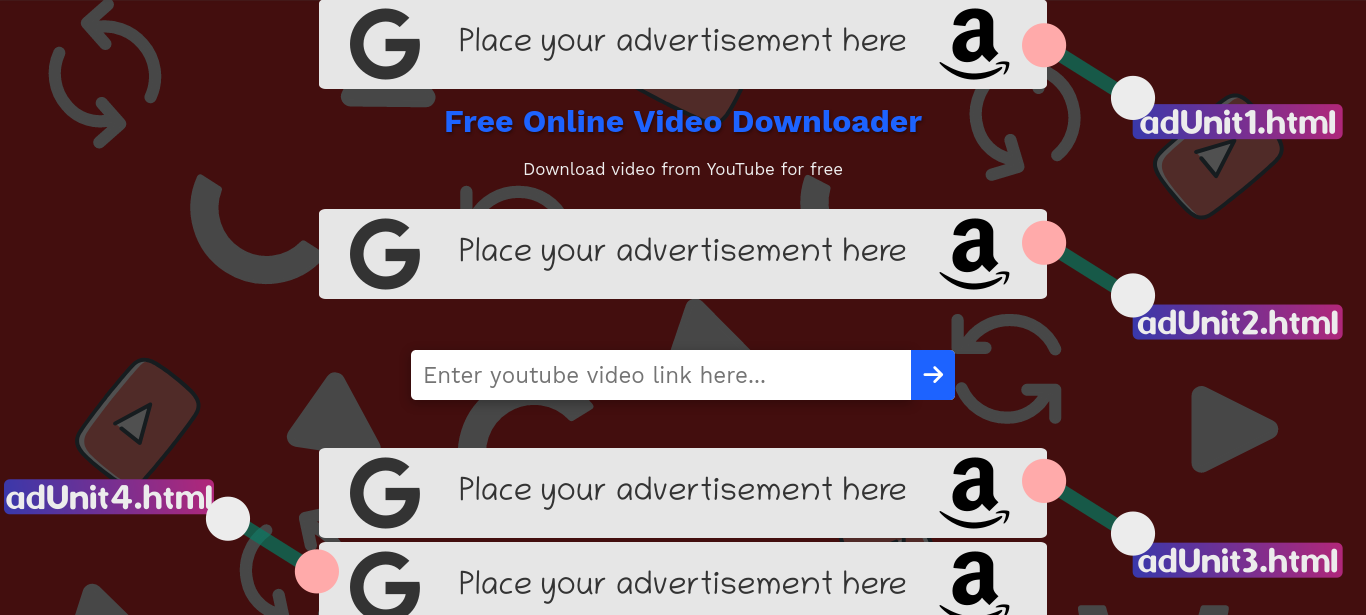 Place your advertisement here
adUnit1.html
Free Online Video Downloader
Download video from YouTube for free
Place your advertisement here
adUnit2.html
Enter youtube video link here...
Place your advertisement here
adUnit4.html
adUnit3.html
Place your advertisement here